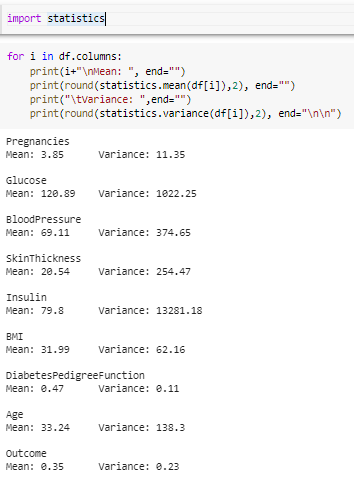 import statistics
for i in df.columns:
    print(i+"\nMean: ", end="")
    print(round(statistics.mean(df[i]),2), end="")
    print("\tVariance: ",end="")
    print(round(statistics.variance(df[i]),2), end="\n\n")
Pregnancies
Mean: 3.85      Variance: 11.35
Glucose
Mean: 120.89    Variance: 1022.25
BloodPressure
Mean: 69.11     Variance: 374.65
SkinThickness
Mean: 20.54     Variance: 254.47
Insulin
Mean: 79.8      Variance: 13281.18
BMI
Mean: 31.99     Variance: 62.16
DiabetesPedigreeFunction
Mean: 0.47      Variance: 0.11
Age
Mean: 33.24     Variance: 138.3
Outcome
Mean: 0.35      Variance: 0.23